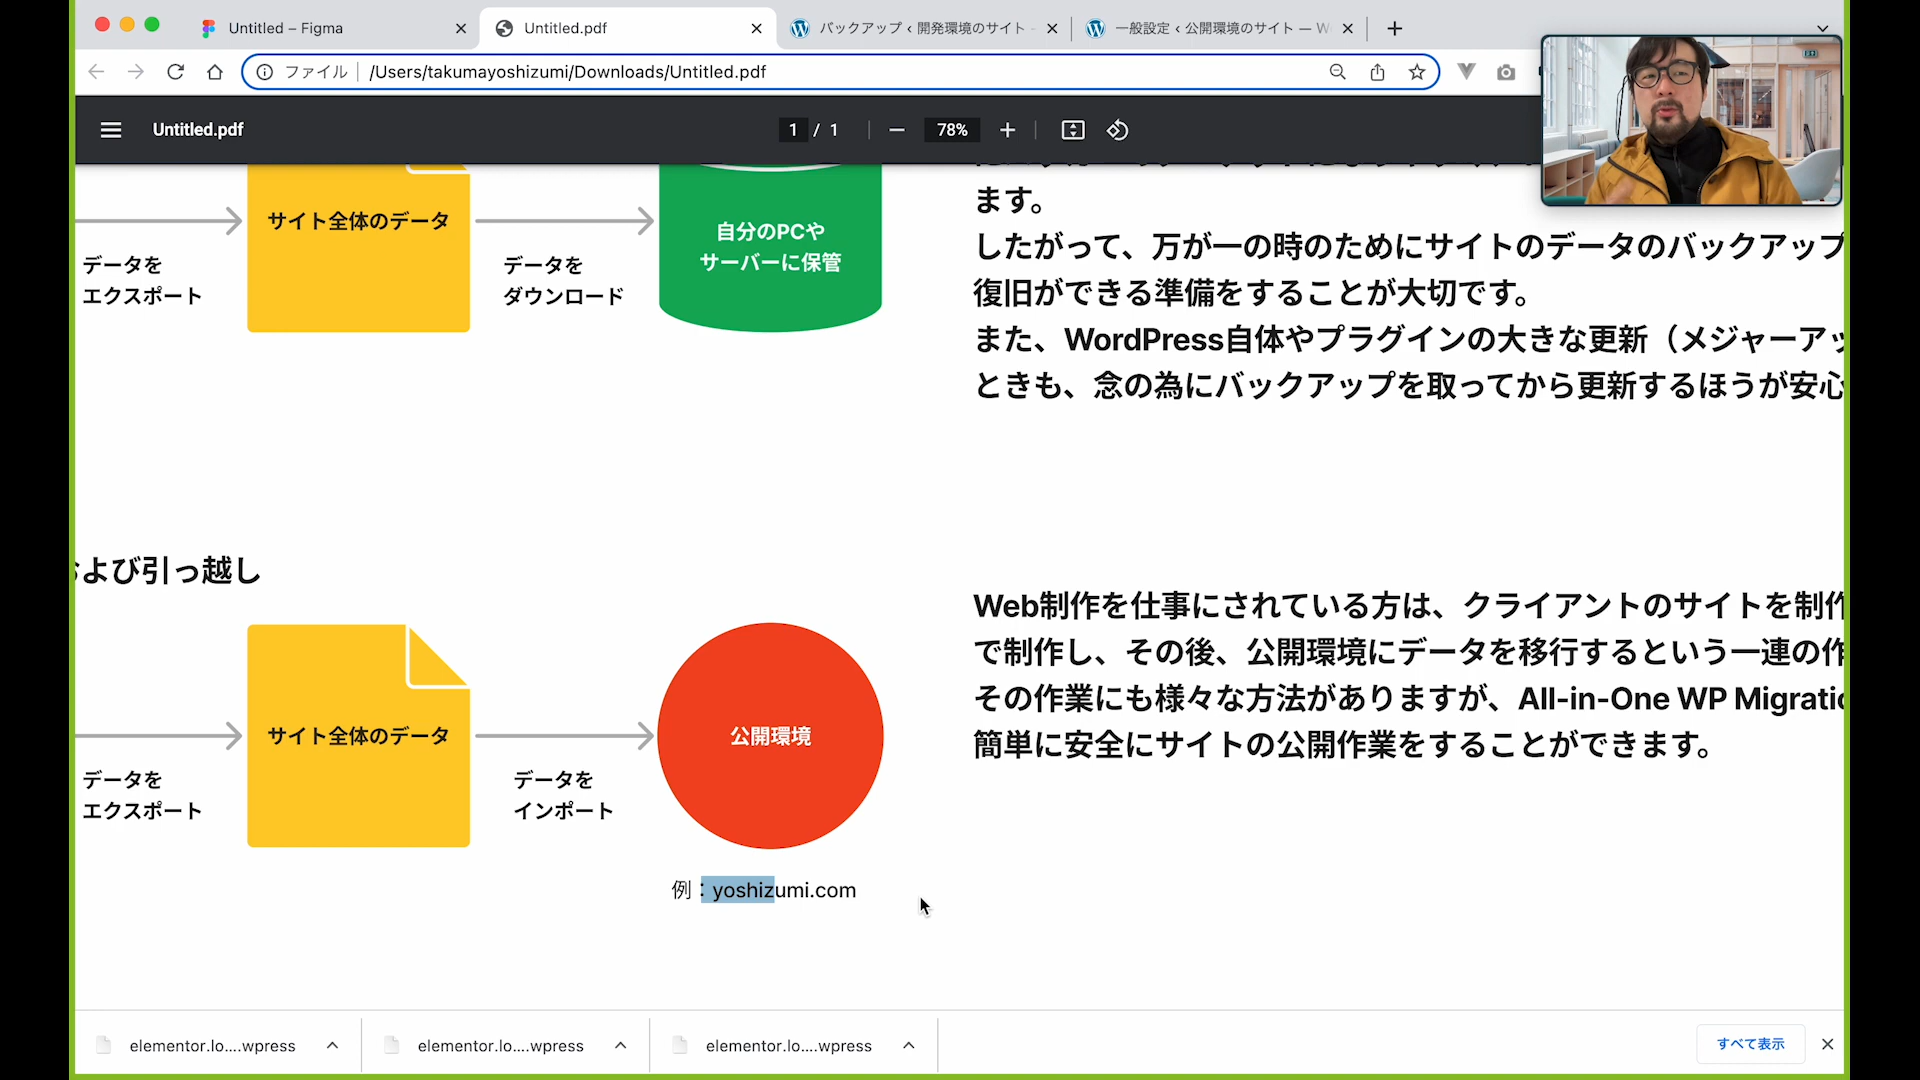 Untitled – Figma
Untitled.pdf
バックアップ ‹ 開発環境のサイト -
一般設定 ‹ 公開環境のサイト — W
ファイル
/Users/takumayoshizumi/Downloads/Untitled.pdf
Untitled.pdf
1 / 1
78%
サイト全体のデータ
データを
エクスポート
データを
ダウンロード
自分のPCや
サーバーに保管
ます。
したがって、万が一の時のためにサイトのデータのバックアップ
復旧ができる準備をすることが大切です。
また、WordPress自体やプラグインの大きな更新（メジャーアッ
ときも、念の為にバックアップを取ってから更新するほうが安心
および引っ越し
サイト全体のデータ
データを
エクスポート
データを
インポート
公開環境
例：yoshizumi.com
Web制作を仕事にされている方は、クライアントのサイトを制作
で制作し、その後、公開環境にデータを移行するという一連の作
その作業にも様々な方法がありますが、All-in-One WP Migratio
簡単に安全にサイトの公開作業をすることができます。
elementor.lo....wpress
elementor.lo....wpress
elementor.lo....wpress
すべて表示